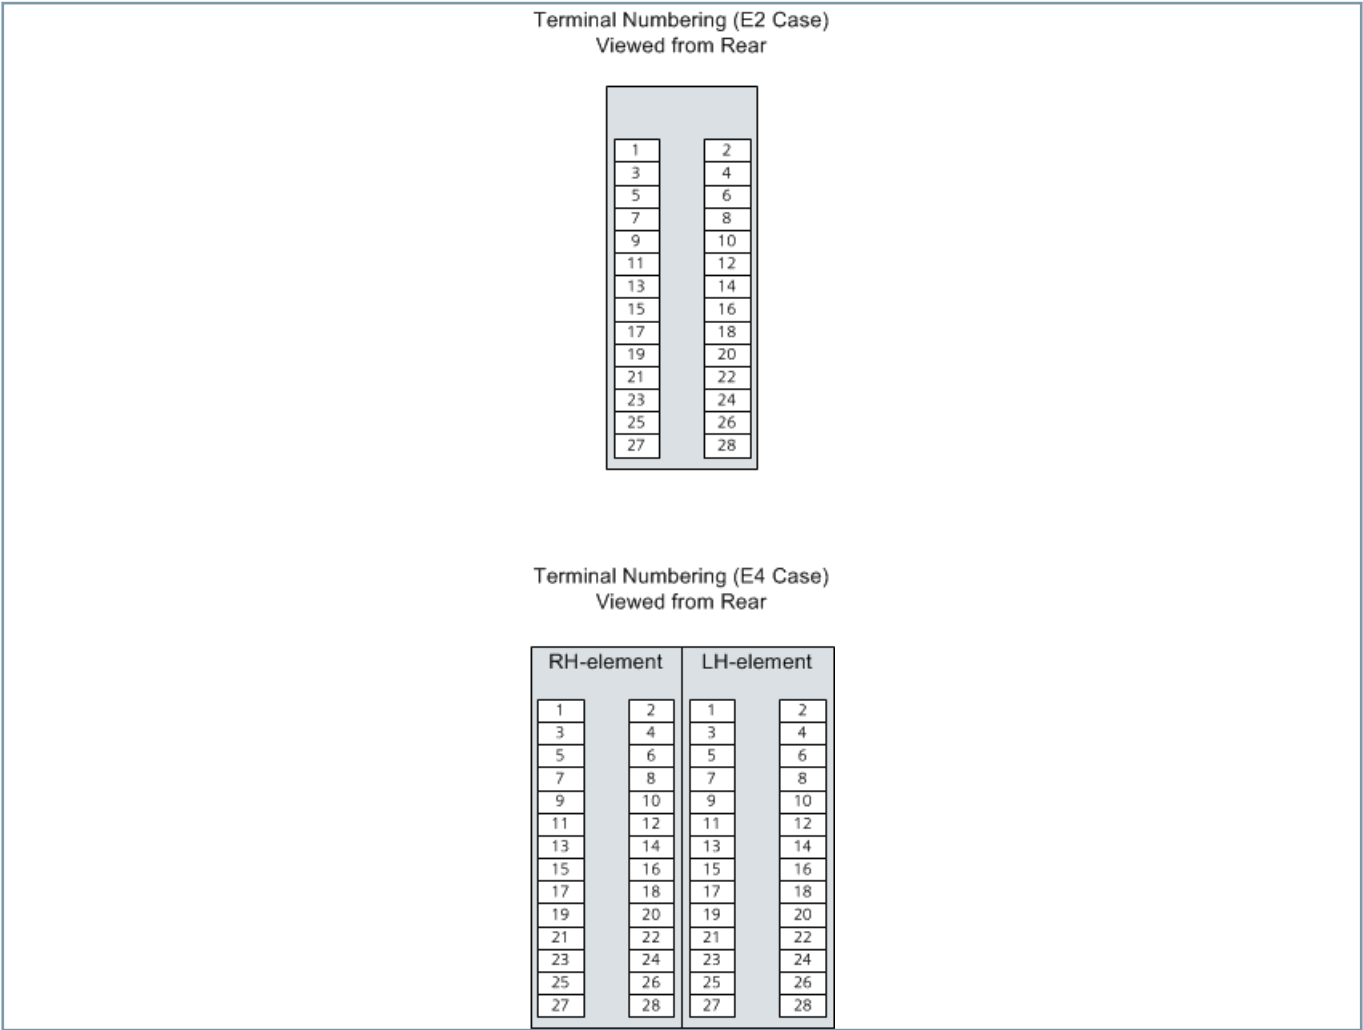 Terminal Numbering (E2 Case)
Viewed from Rear
1 2
3 4
5 6
7 8
9 10
11 12
13 14
15 16
17 18
19 20
21 22
23 24
25 26
27 28
Terminal Numbering (E4 Case)
Viewed from Rear
RH-element LH-element
1 2 1 2
3 4 3 4
5 6 5 6
7 8 7 8
9 10 9 10
11 12 11 12
13 14 13 14
15 16 15 16
17 18 17 18
19 20 19 20
21 22 21 22
23 24 23 24
25 26 25 26
27 28 27 28